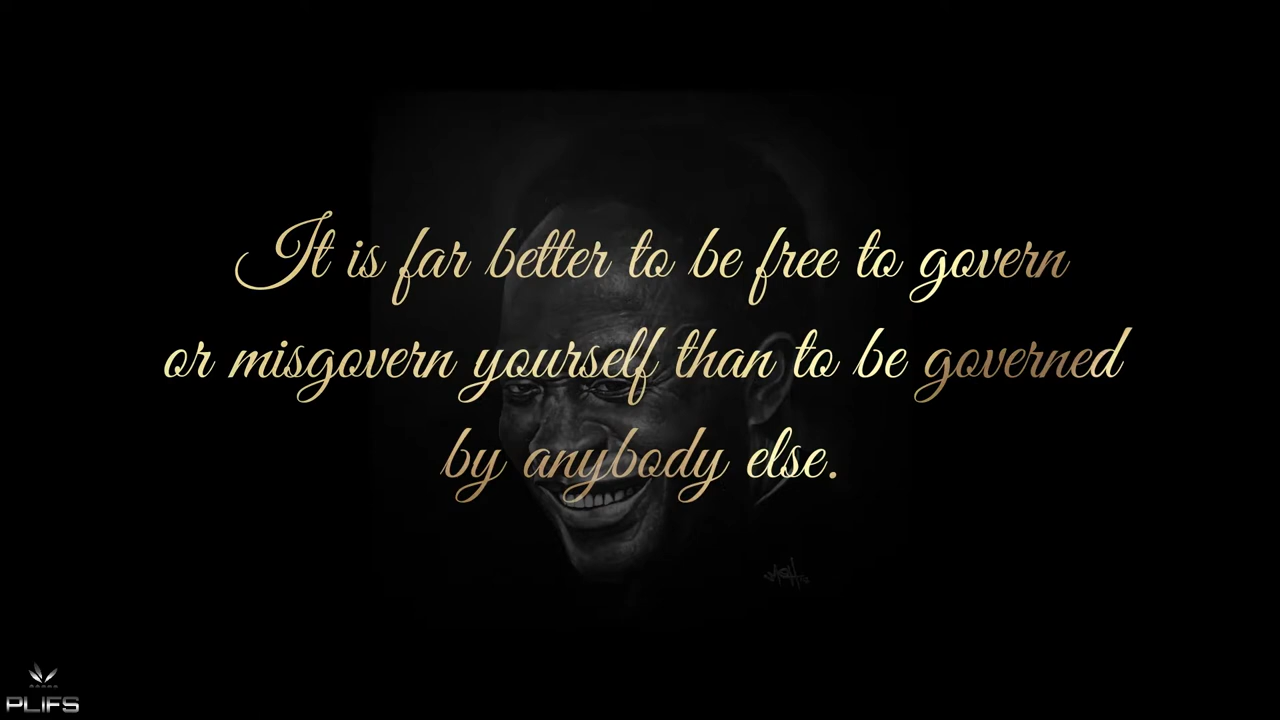 It is far better to be free to govern
or misgovern yourself than to be governed
by anybody else.
PLIFS